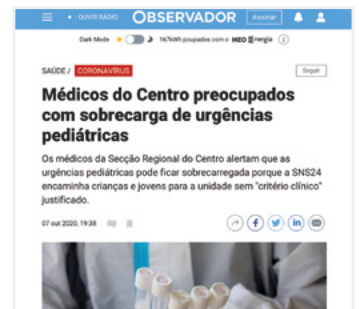 OUVIR RÁDIO OBSERVADOR Assinar
Dark Mode 167kWh poupados com o MEO Energia i
SAÚDE / CORONAVÍRUS Seguir
Médicos do Centro preocupados
com sobrecarga de urgências
pediátricas
Os médicos da Secção Regional do Centro alertam que as
urgências pediátricas pode ficar sobrecarregada porque a SNS24
encaminha crianças e jovens para a unidade sem "critério clínico"
justificado.
07 out 2020, 19:38